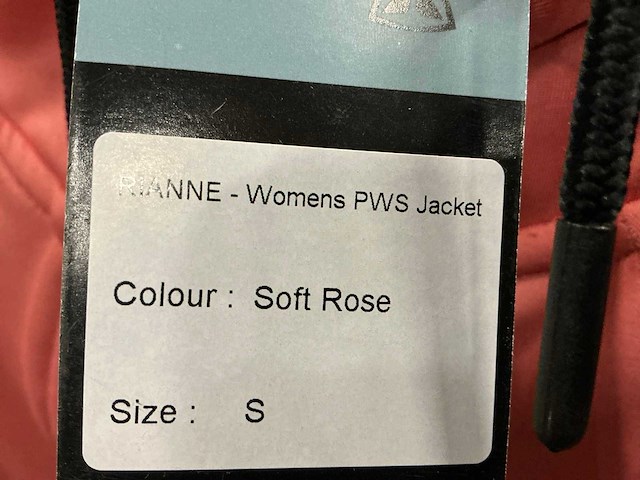 RIANNE - Womens PWS Jacket
Colour : Soft Rose
Size : S